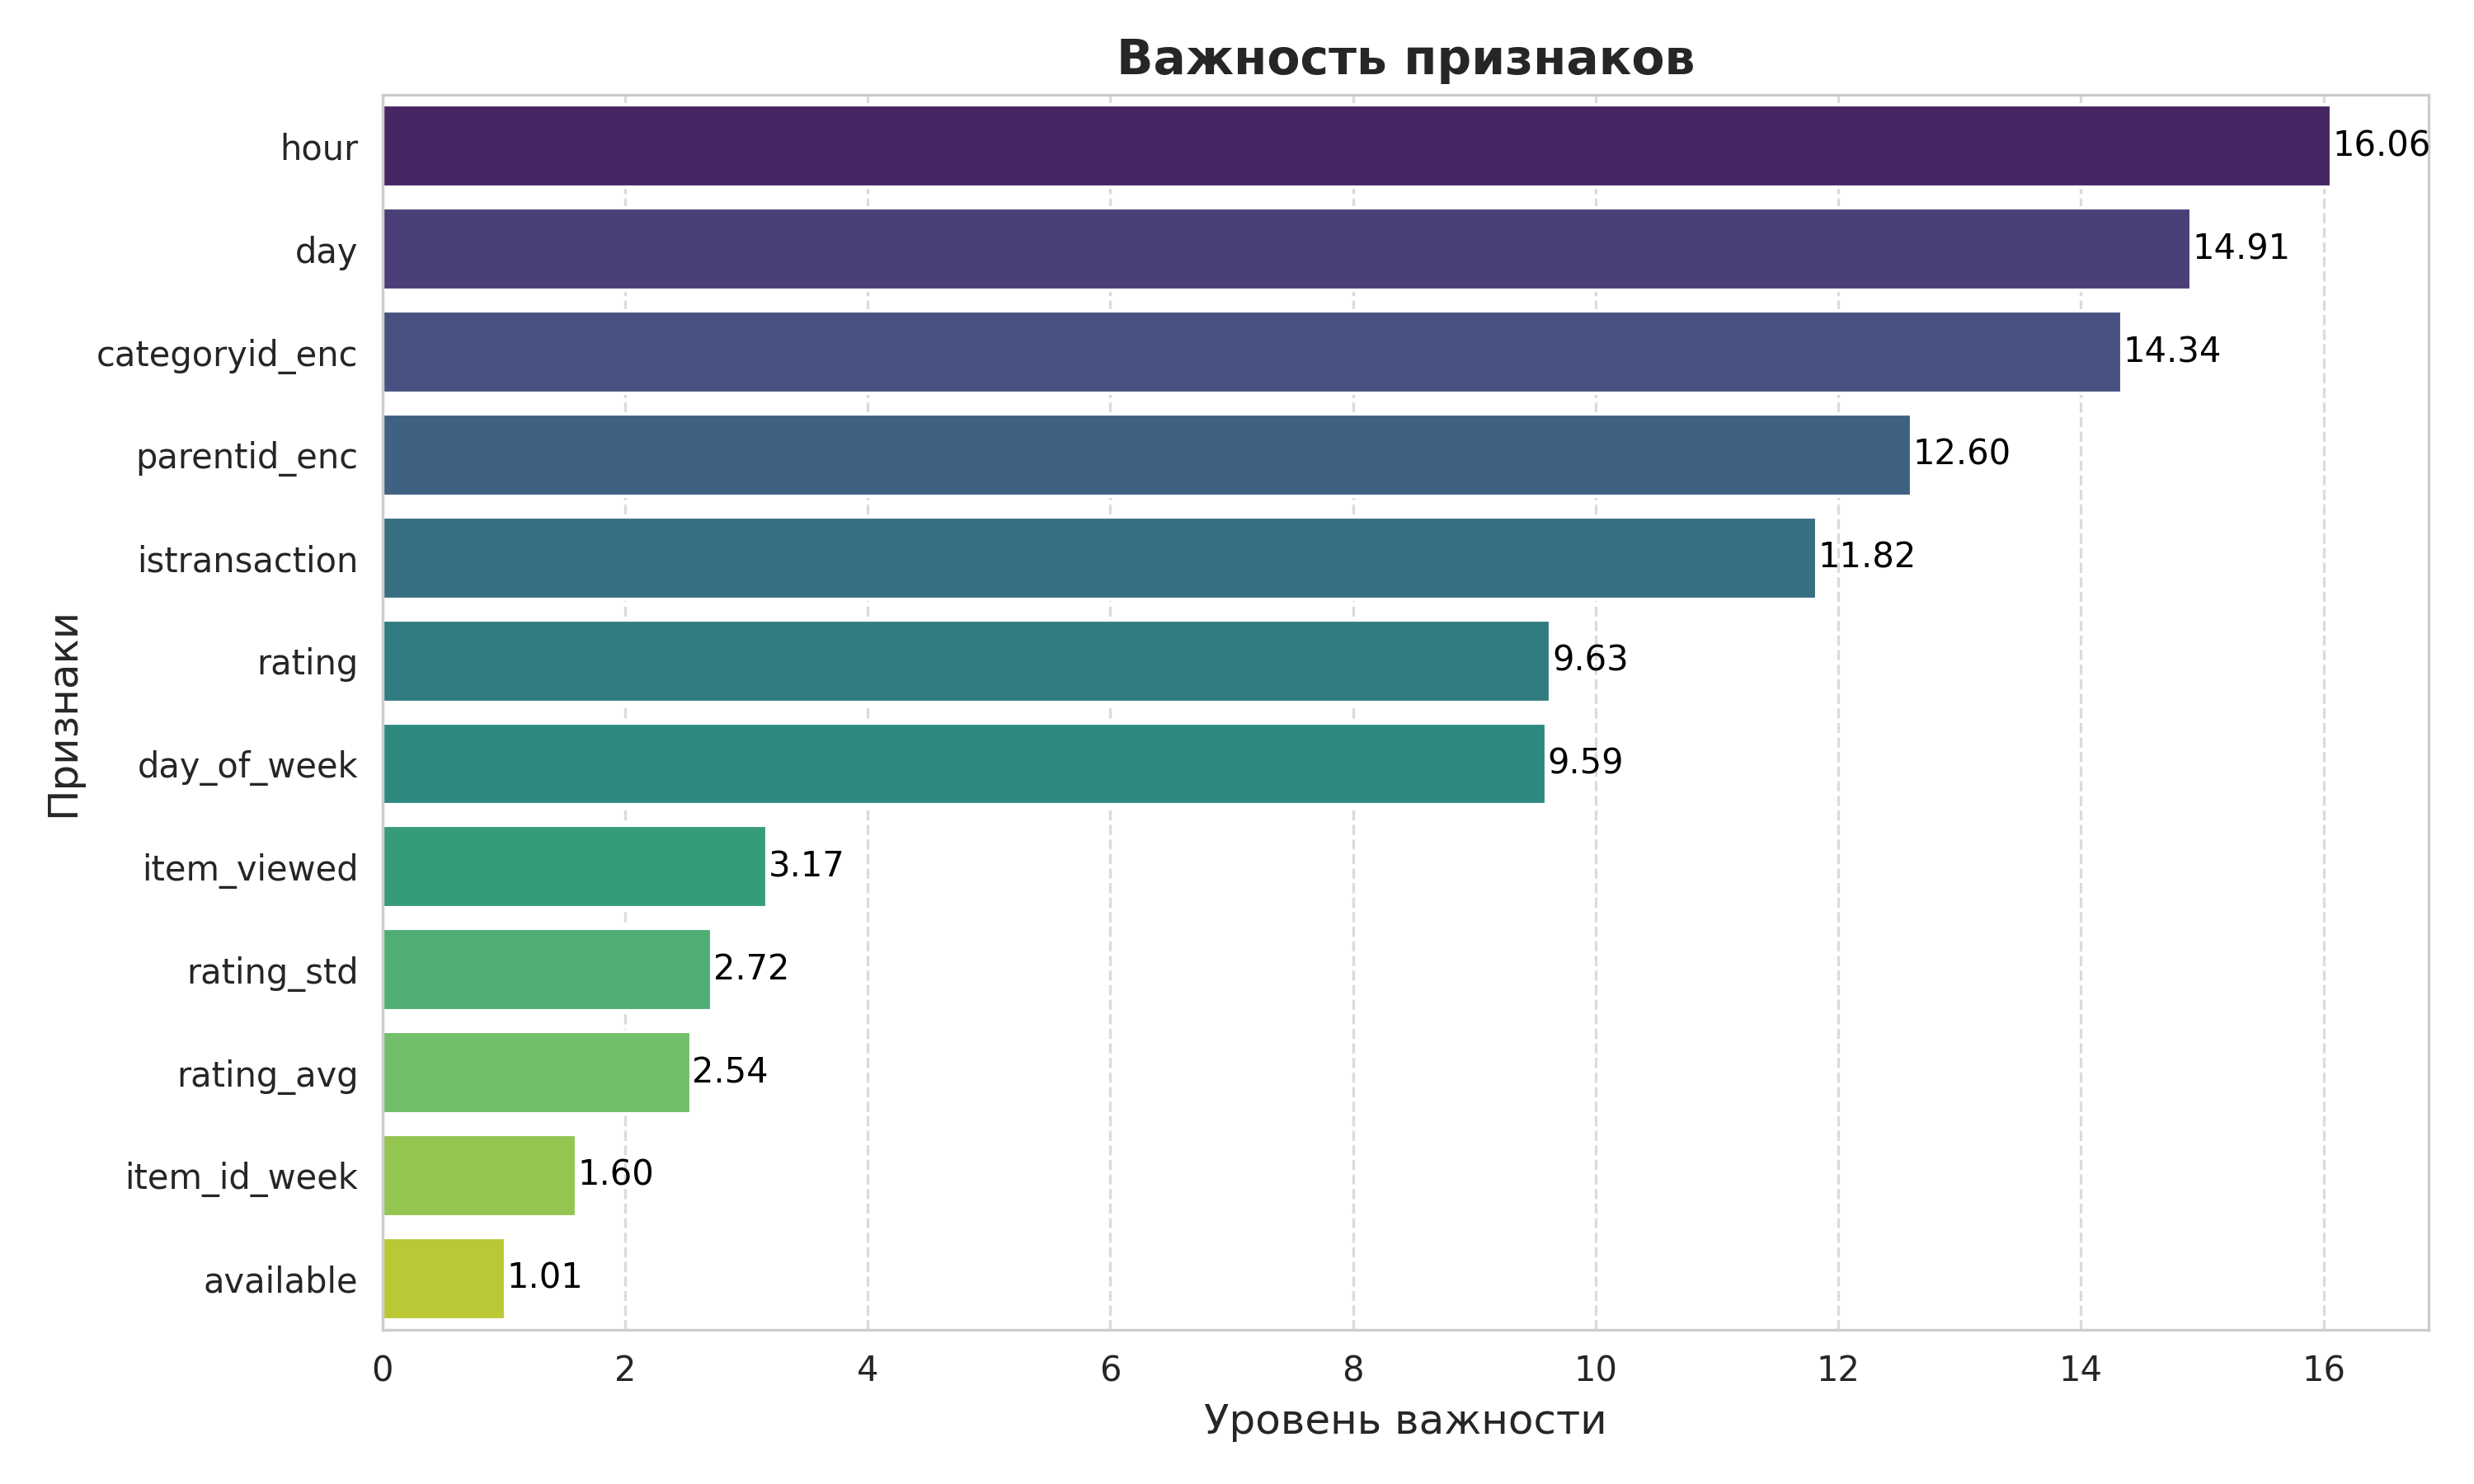 Важность признаков
hour 16.06
day 14.91
categoryid_enc 14.34
parentid_enc 12.60
istransaction 11.82
rating 9.63
day_of_week 9.59
item_viewed 3.17
rating_std 2.72
rating_avg 2.54
item_id_week 1.60
available 1.01
Признаки
0 2 4 6 8 10 12 14 16
Уровень важности